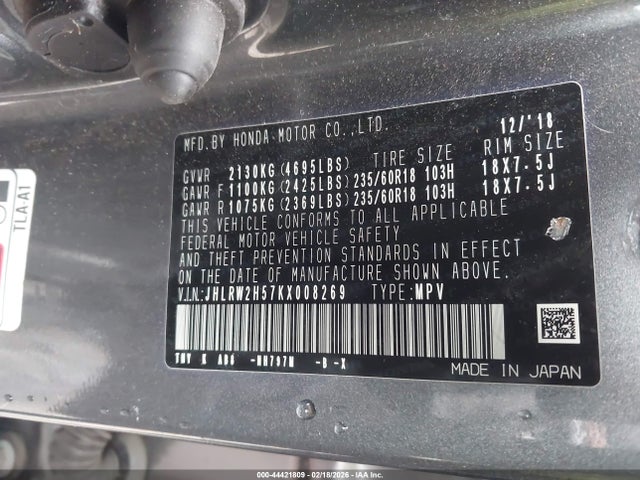 MFD.BY HONDA MOTOR CO.,LTD. 12/'18
GVWR 2130KG(4695LBS) TIRE SIZE RIM SIZE
GAWR F 1100KG (2425LBS) 235/60R18 103H 18X7.5J
GAWR R 1075KG (2369LBS) 235/60R18 103H 18X7.5J
THIS VEHICLE CONFORMS TO ALL APPLICABLE
FEDERAL MOTOR VEHICLE SAFETY
AND THEFT PREVENTION STANDARDS IN EFFECT
ON THE DATE OF MANUFACTURE SHOWN ABOVE.
V.I.N:JHLRW2H57KX008269 TYPE:MPV
K -NH797M -B -X
MADE IN JAPAN
TLA-A1
000-44421809 - 02/18/2026 - IAA Inc.